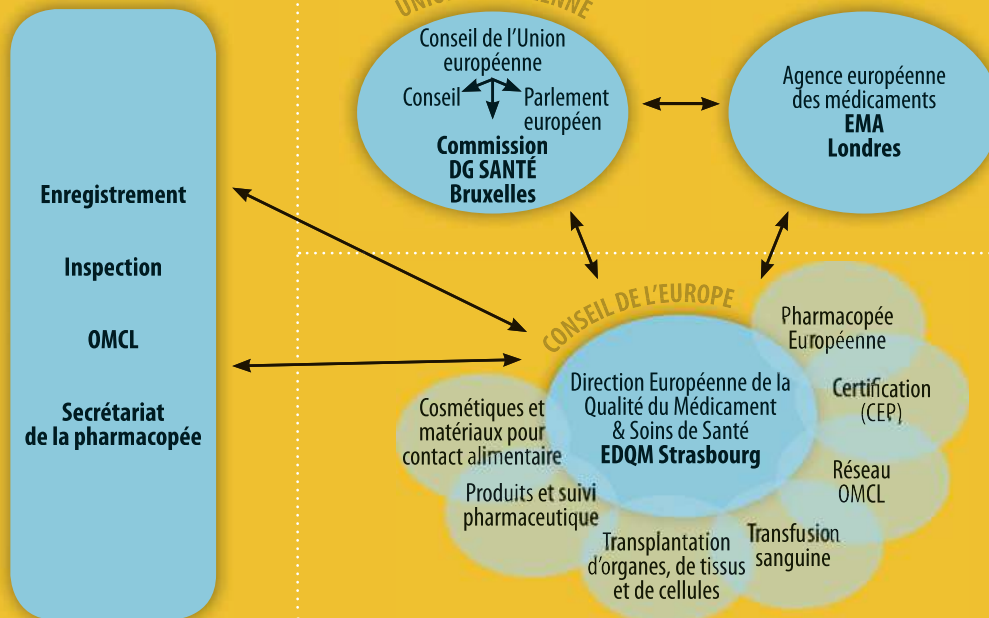 Enregistrement
Inspection
OMCL
Secrétariat
de la pharmacopée
Conseil de l'Union
européenne
Conseil
Parlement
européen
Commission
DG SANTÉ
Bruxelles
Agence européenne
des médicaments
EMA
Londres
CONSEIL DE L'EUROPE
Direction Européenne de la
Qualité du Médicament
& Soins de Santé
EDQM Strasbourg
Pharmacopée
Européenne
Certification
(CEP)
Réseau
OMCL
Transfusion
sanguine
Transplantation
d'organes, de tissus
et de cellules
Produits et suivi
pharmaceutique
Cosmétiques et
matériaux pour
contact alimentaire